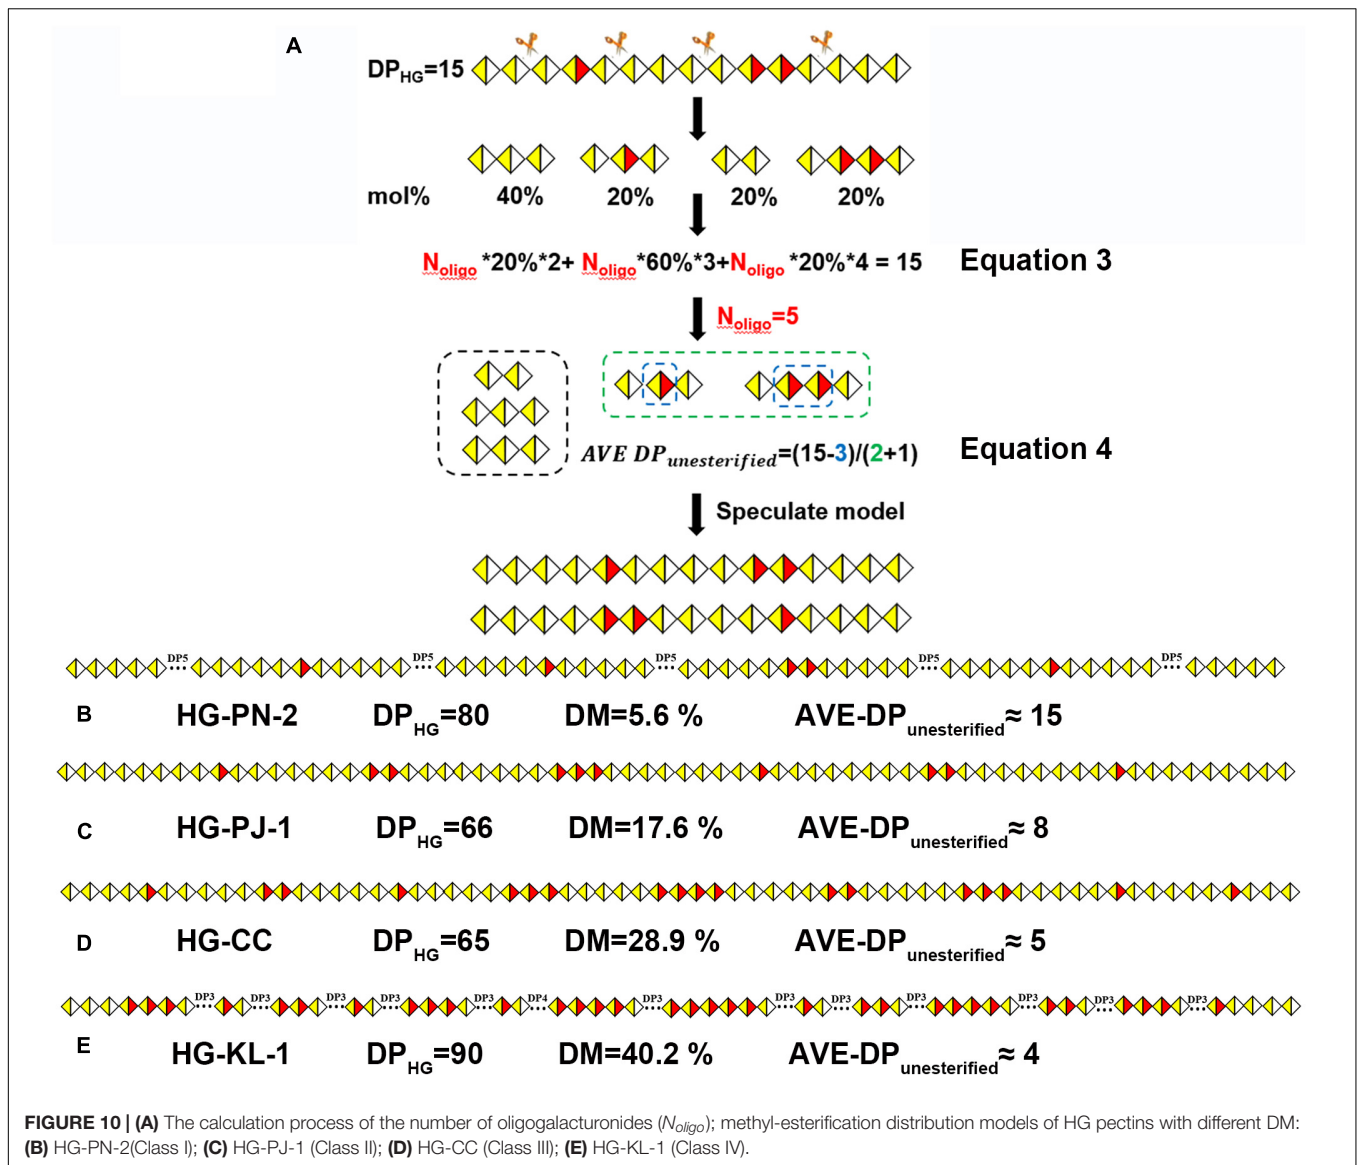 A
DPHG=15
mol% 40% 20% 20% 20%
Noligo *20%*2+ Noligo*60%*3+Noligo *20%*4 = 15 Equation 3
Noligo=5
AVE DPunesterified=(15-3)/(2+1) Equation 4
Speculate model
DP5 DP5 DP5 DP5 DP5
B HG-PN-2 DPHG=80 DM=5.6 % AVE-DPunesterified≈ 15
C HG-PJ-1 DPHG=66 DM=17.6 % AVE-DPunesterified≈ 8
D HG-CC DPHG=65 DM=28.9 % AVE-DPunesterified≈ 5
DP3 DP3 DP3 DP3 DP3 DP4 DP3 DP3 DP3 DP3 DP3 DP3 DP3
E HG-KL-1 DPHG=90 DM=40.2 % AVE-DPunesterified≈ 4
FIGURE 10 | (A) The calculation process of the number of oligogalacturonides (Noligo); methyl-esterification distribution models of HG pectins with different DM:
(B) HG-PN-2(Class I); (C) HG-PJ-1 (Class II); (D) HG-CC (Class III); (E) HG-KL-1 (Class IV).